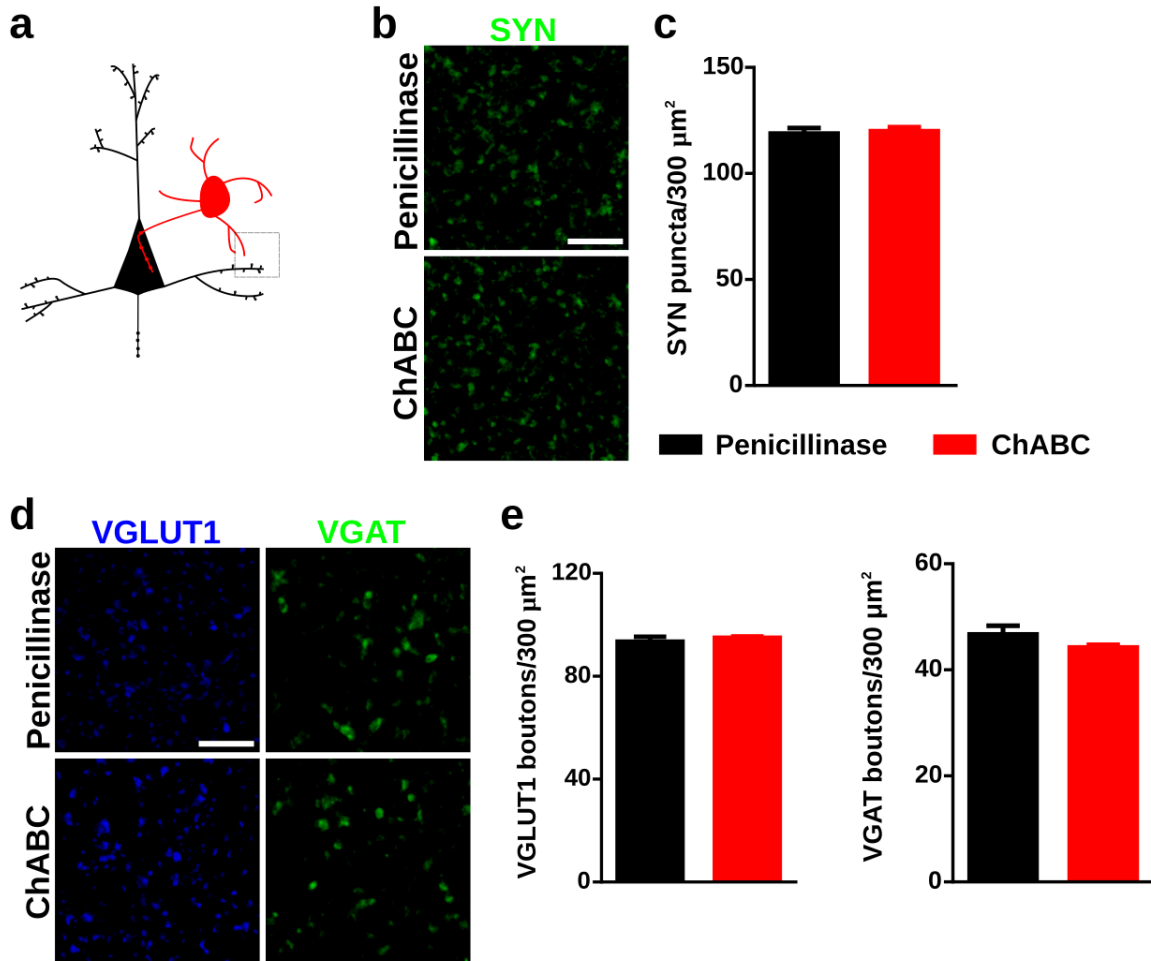 a
b
SYN
Penicillinase
ChABC
c
SYN puncta/300 µm²
150
100
50
0
Penicillinase
ChABC
d
VGLUT1
VGAT
Penicillinase
ChABC
e
VGLUT1 boutons/300 µm²
120
80
40
0
VGAT boutons/300 µm²
60
40
20
0